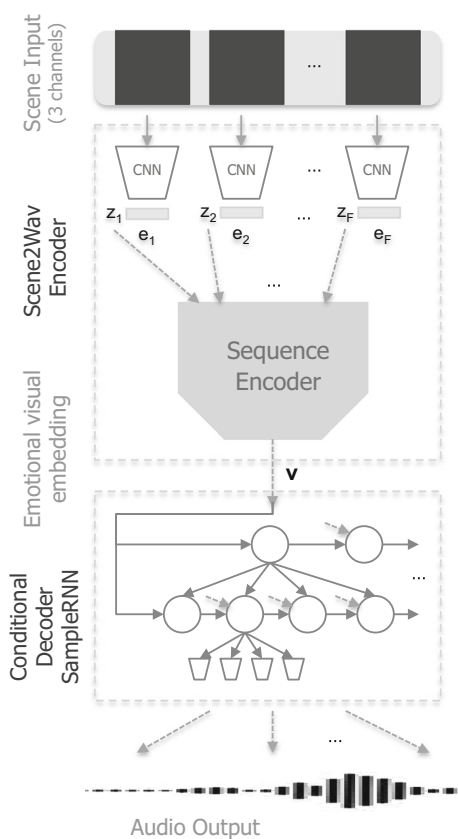 Scene Input
(3 channels)
...
Scene2Wav
Encoder
CNN
CNN
...
CNN
z1
z2
...
zF
e1
e2
eF
...
Sequence
Encoder
Emotional visual
embedding
v
Conditional
Decoder
SampleRNN
...
...
Audio Output